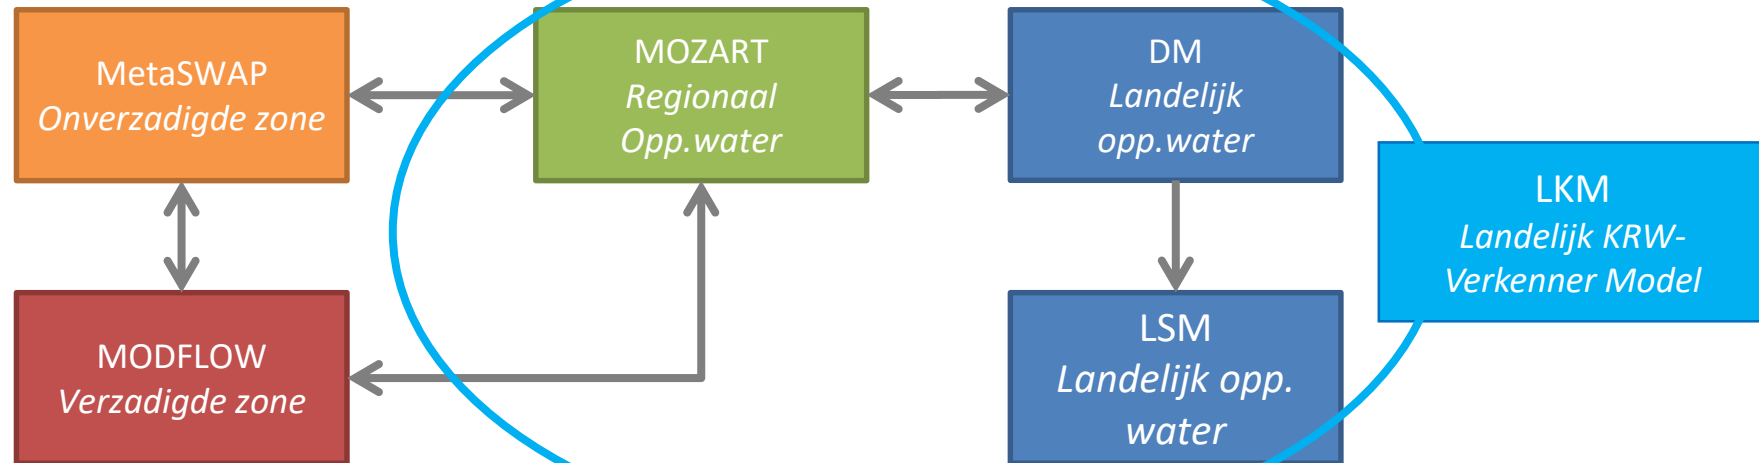 MetaSWAP
Onverzadigde zone
MOZART
Regionaal
Opp.water
DM
Landelijk
opp.water
LKM
Landelijk KRW-
Verkenner Model
MODFLOW
Verzadigde zone
LSM
Landelijk opp.
water